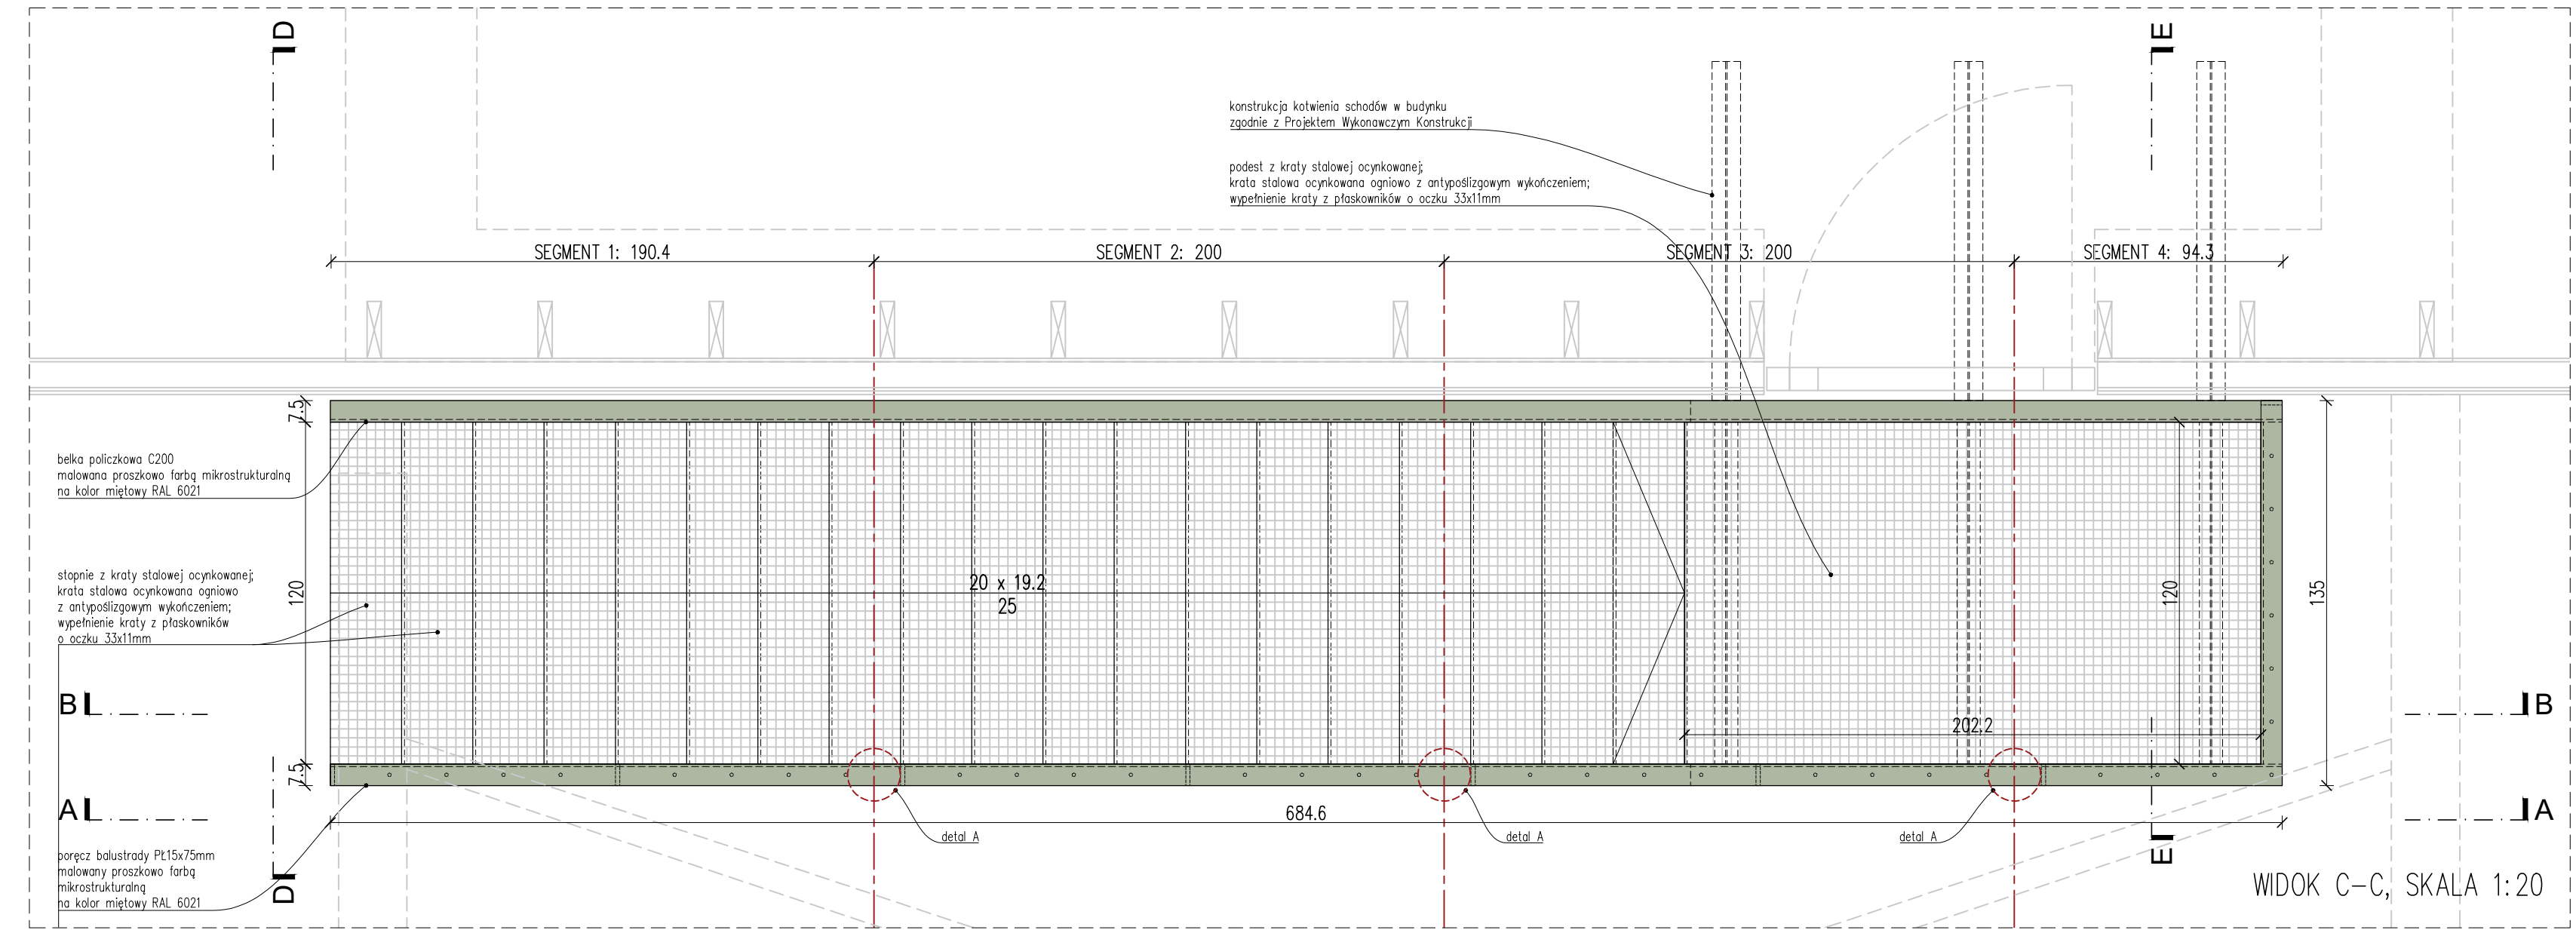 D
E
konstrukcja kotwienia schodów w budynku
zgodnie z Projektem Wykonawczym Konstrukcji
podest z kraty stalowej ocynkowanej;
krata stalowa ocynkowana ogniowo z antypoślizgowym wykończeniem;
wypełnienie kraty z płaskowników o oczku 33x11mm
SEGMENT 1: 190.4
SEGMENT 2: 200
SEGMENT 3: 200
SEGMENT 4: 94.3
7.5
belka policzkowa C200
malowana proszkowo farbą mikrostrukturalną
na kolor miętowy RAL 6021
stopnie z kraty stalowej ocynkowanej;
krata stalowa ocynkowana ogniowo
z antypoślizgowym wykończeniem;
wypełnienie kraty z płaskowników
o oczku 33x11mm
120
20 x 19.2
25
120
135
202.2
B
B
7.5
A
A
684.6
detal A
detal A
detal A
poręcz balustrady PŁ15x75mm
malowany proszkowo farbą
mikrostrukturalną
na kolor miętowy RAL 6021
D
E
WIDOK C-C, SKALA 1:20